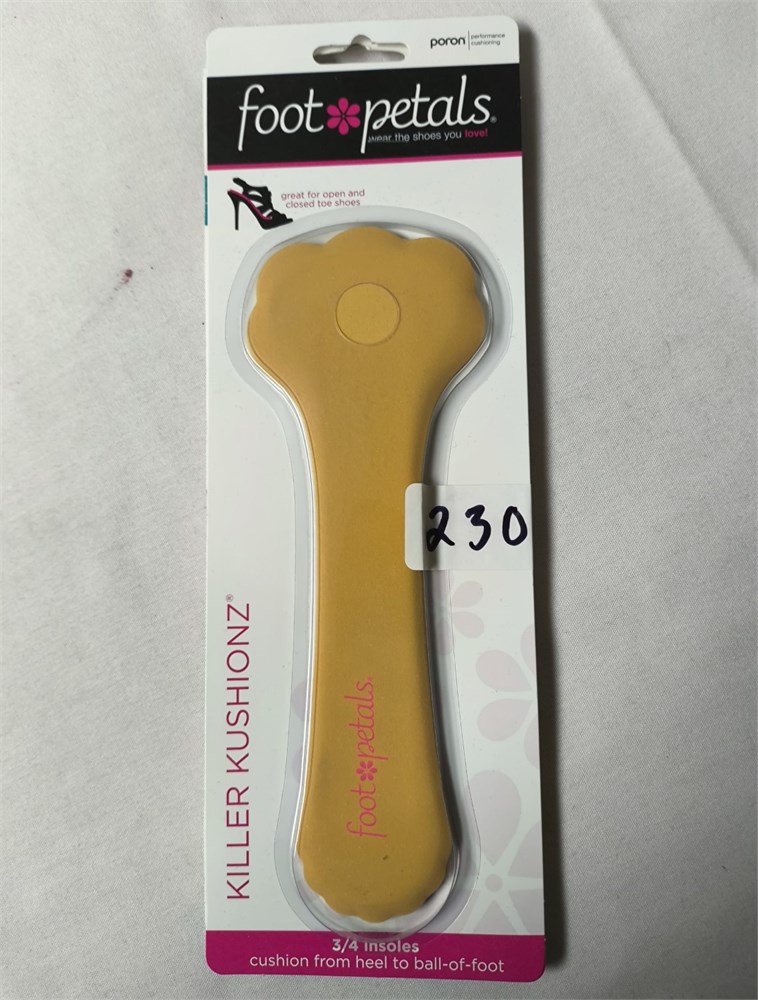 poron performance
cushioning
foot petals®
wear the shoes you love!
great for open and
closed toe shoes
230
KILLER KUSHIONZ®
foot petals®
3/4 insoles
cushion from heel to ball-of-foot